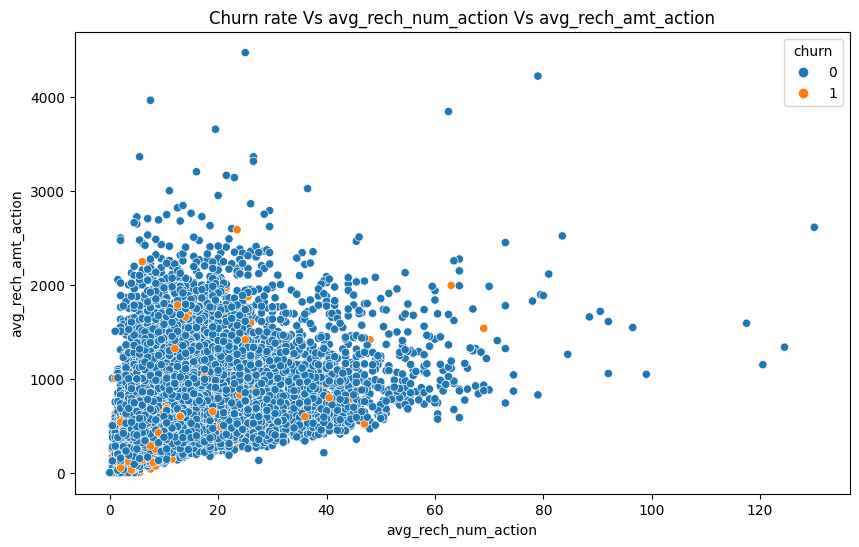 Churn rate Vs avg_rech_num_action Vs avg_rech_amt_action
churn
0
1
avg_rech_amt_action
4000
3000
2000
1000
0
0 20 40 60 80 100 120
avg_rech_num_action